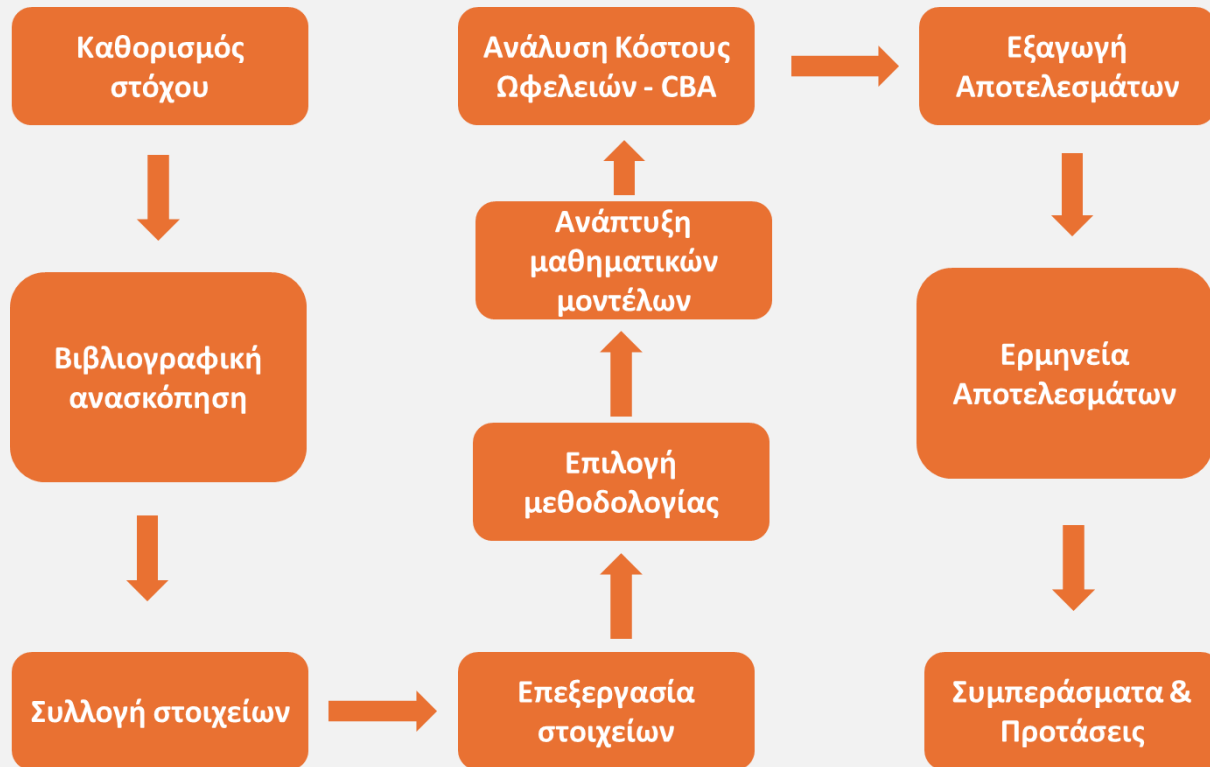 Καθορισμός
στόχου
Βιβλιογραφική
ανασκόπηση
Συλλογή στοιχείων
Επεξεργασία
στοιχείων
Επιλογή
μεθοδολογίας
Ανάπτυξη
μαθηματικών
μοντέλων
Ανάλυση Κόστους
Ωφελειών - CBA
Εξαγωγή
Αποτελεσμάτων
Ερμηνεία
Αποτελεσμάτων
Συμπεράσματα &
Προτάσεις